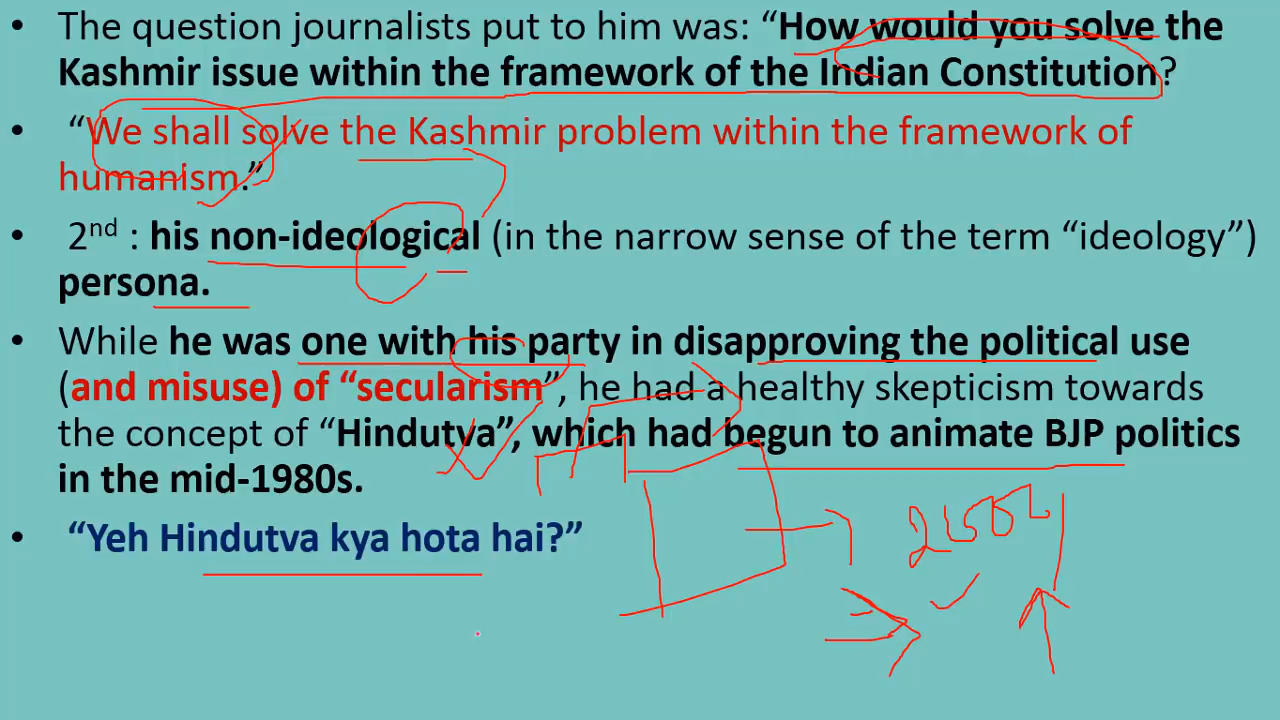 • The question journalists put to him was: “How would you solve the
Kashmir issue within the framework of the Indian Constitution?
• “We shall solve the Kashmir problem within the framework of
humanism.”
• 2nd : his non-ideological (in the narrow sense of the term “ideology”)
persona.
• While he was one with his party in disapproving the political use
(and misuse) of “secularism”, he had a healthy skepticism towards
the concept of “Hindutva”, which had begun to animate BJP politics
in the mid-1980s.
• “Yeh Hindutva kya hota hai?”